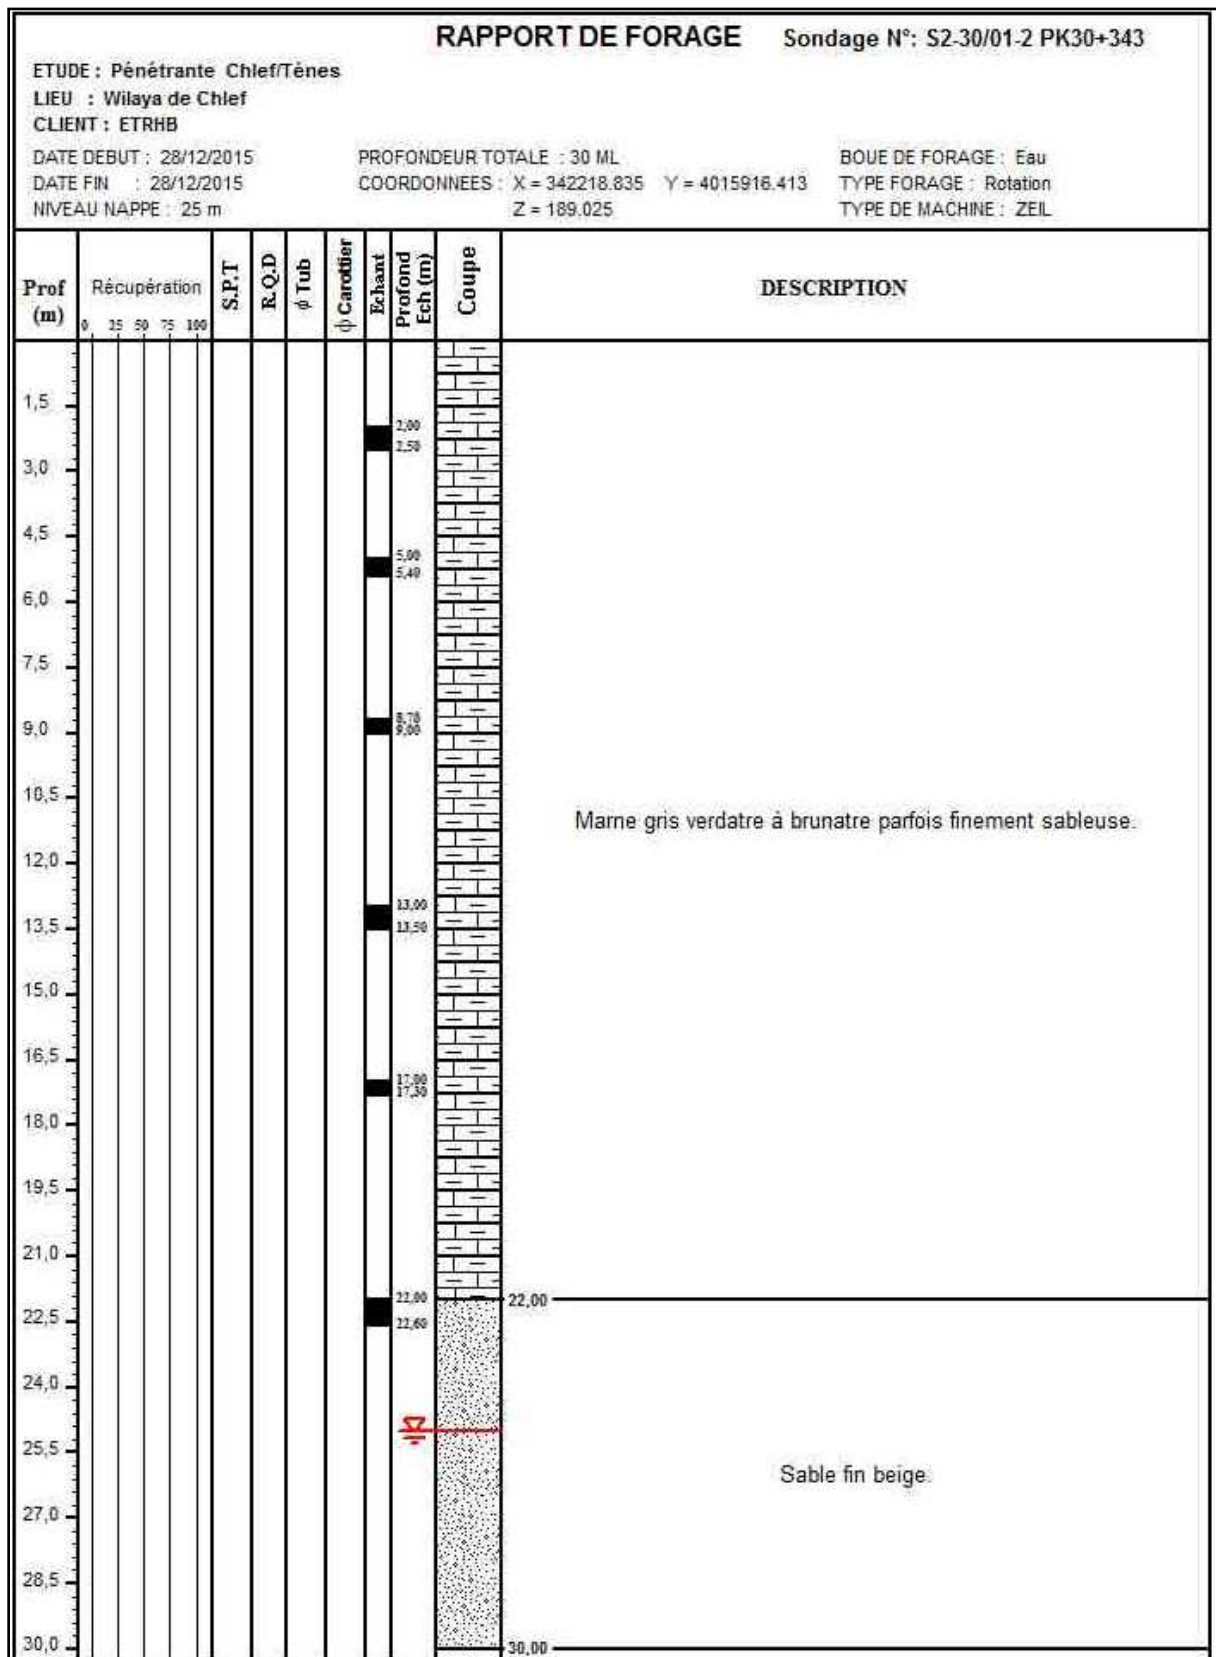 RAPPORT DE FORAGE Sondage N°: S2-30/01-2 PK30+343
ETUDE : Pénétrante Chlef/Tènes
LIEU : Wilaya de Chlef
CLIENT : ETRHB
DATE DEBUT : 28/12/2015 PROFONDEUR TOTALE : 30 ML BOUE DE FORAGE : Eau
DATE FIN : 28/12/2015 COORDONNEES : X = 342218.835 Y = 4015916.413 TYPE FORAGE : Rotation
NIVEAU NAPPE : 25 m Z = 189.025 TYPE DE MACHINE : ZEIL
Prof (m) Récupération S.P.T R.Q.D ϕ Tub ϕ Carottier Echant Profond Ech (m) Coupe DESCRIPTION
0 25 50 75 100
1,5
2,00
2,50
3,0
4,5
5,00
5,40
6,0
7,5
8,70
9,0 9,00
10,5
Marne gris verdatre à brunatre parfois finement sableuse.
12,0
13,00
13,5 13,50
15,0
16,5
17,00
17,30
18,0
19,5
21,0
22,00 22,00
22,5 22,60
24,0
25,5
Sable fin beige.
27,0
28,5
30,0 30,00